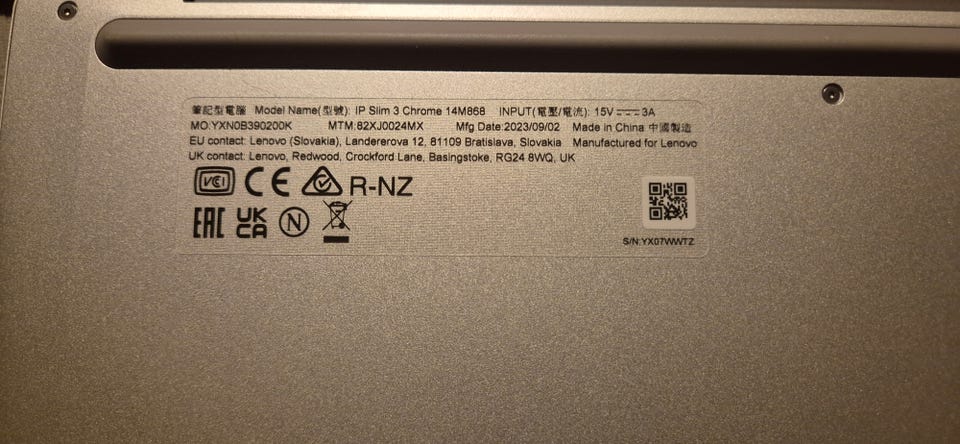 筆記型電腦 Model Name(型號): IP Slim 3 Chrome 14M868 INPUT(電壓/電流): 15V⎓3A
MO:YXN0B390200K MTM:82XJ0024MX Mfg Date:2023/09/02 Made in China 中國製造
EU contact: Lenovo (Slovakia), Landererova 12, 81109 Bratislava, Slovakia Manufactured for Lenovo
UK contact: Lenovo, Redwood, Crockford Lane, Basingstoke, RG24 8WQ, UK
VCI CE R-NZ
EAC UK CA N
S/N:YX07WWTZ